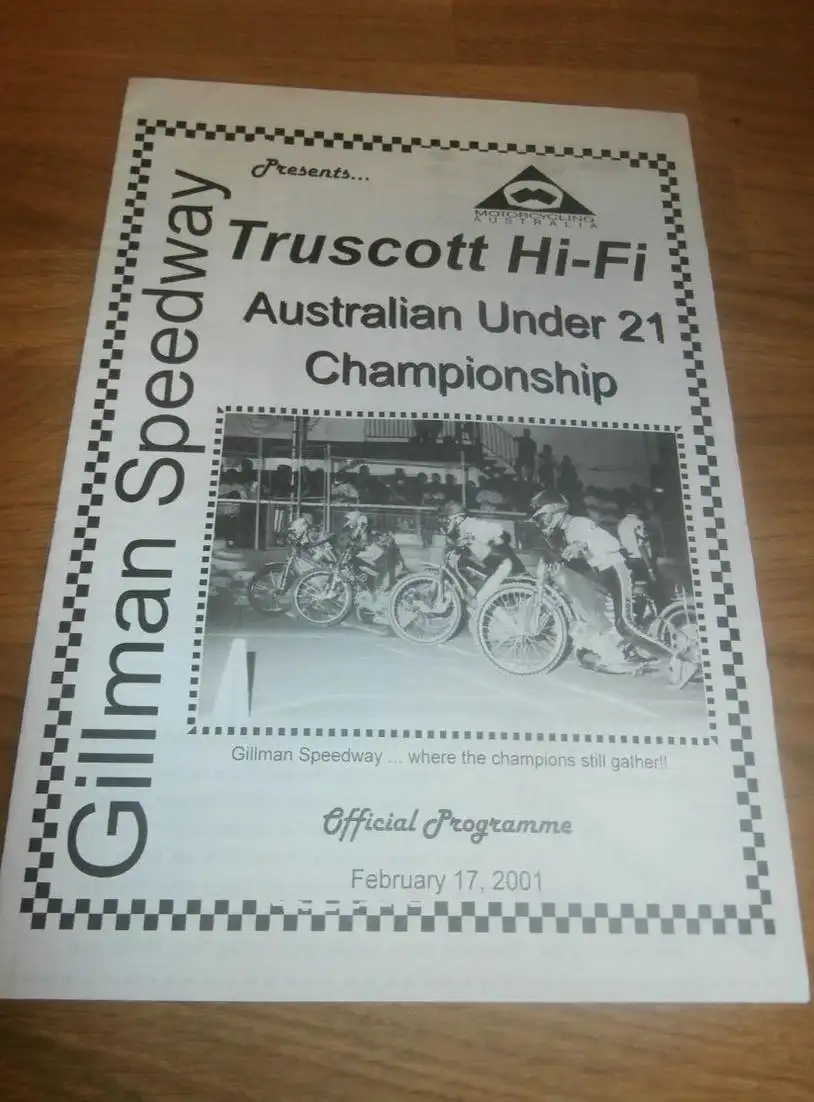 Gillman Speedway
Presents...
MOTORCYCLING
AUSTRALIA
Truscott Hi-Fi
Australian Under 21
Championship
Gillman Speedway ... where the champions still gather!!
Official Programme
February 17, 2001